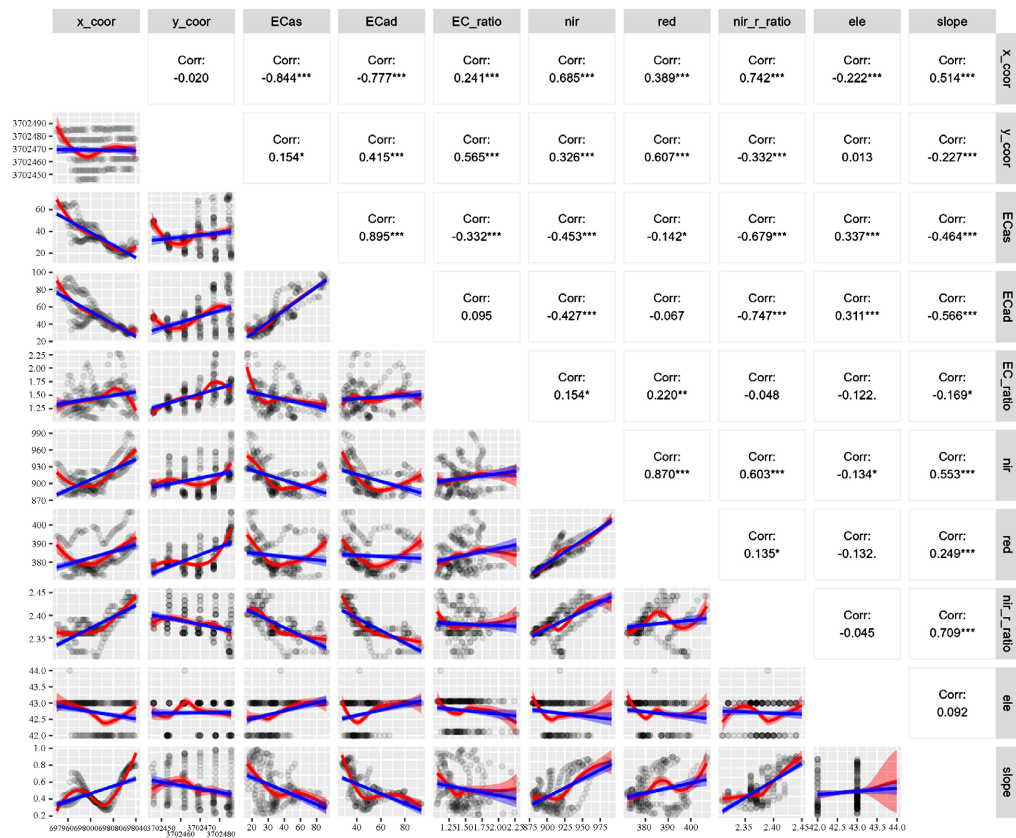 x_coor y_coor ECas ECad EC_ratio nir red nir_r_ratio ele slope
Corr: Corr: Corr: Corr: Corr: Corr: Corr: Corr: Corr:
-0.020 -0.844*** -0.777*** 0.241*** 0.685*** 0.389*** 0.742*** -0.222*** 0.514***
x_coor
3702490
3702480
3702470
3702460
3702450
Corr: Corr: Corr: Corr: Corr: Corr: Corr: Corr:
0.154* 0.415*** 0.565*** 0.326*** 0.607*** -0.332*** 0.013 -0.227***
y_coor
60
40
20
Corr: Corr: Corr: Corr: Corr: Corr: Corr:
0.895*** -0.332*** -0.453*** -0.142* -0.679*** 0.337*** -0.464***
ECas
100
80
60
40
20
Corr: Corr: Corr: Corr: Corr: Corr:
0.095 -0.427*** -0.067 -0.747*** 0.311*** -0.566***
ECad
2.25
2.00
1.75
1.50
1.25
Corr: Corr: Corr: Corr: Corr:
0.154* 0.220** -0.048 -0.122. -0.169*
EC_ratio
990
960
930
900
870
Corr: Corr: Corr: Corr:
0.870*** 0.603*** -0.134* 0.553***
nir
400
390
380
Corr: Corr: Corr:
0.135* -0.132. 0.249***
red
2.45
2.40
2.35
Corr: Corr:
-0.045 0.709***
nir_r_ratio
44.0
43.5
43.0
42.5
42.0
Corr:
0.092
ele
1.0
0.8
0.6
0.4
0.2
slope
3702450 3702460 3702470 3702480
20 40 60 80
40 60 80
1.25 1.50 1.75 2.00 2.25
875 900 925 950 975
380 390 400
2.35 2.40 2.45
42.0 42.5 43.0 43.5 44.0